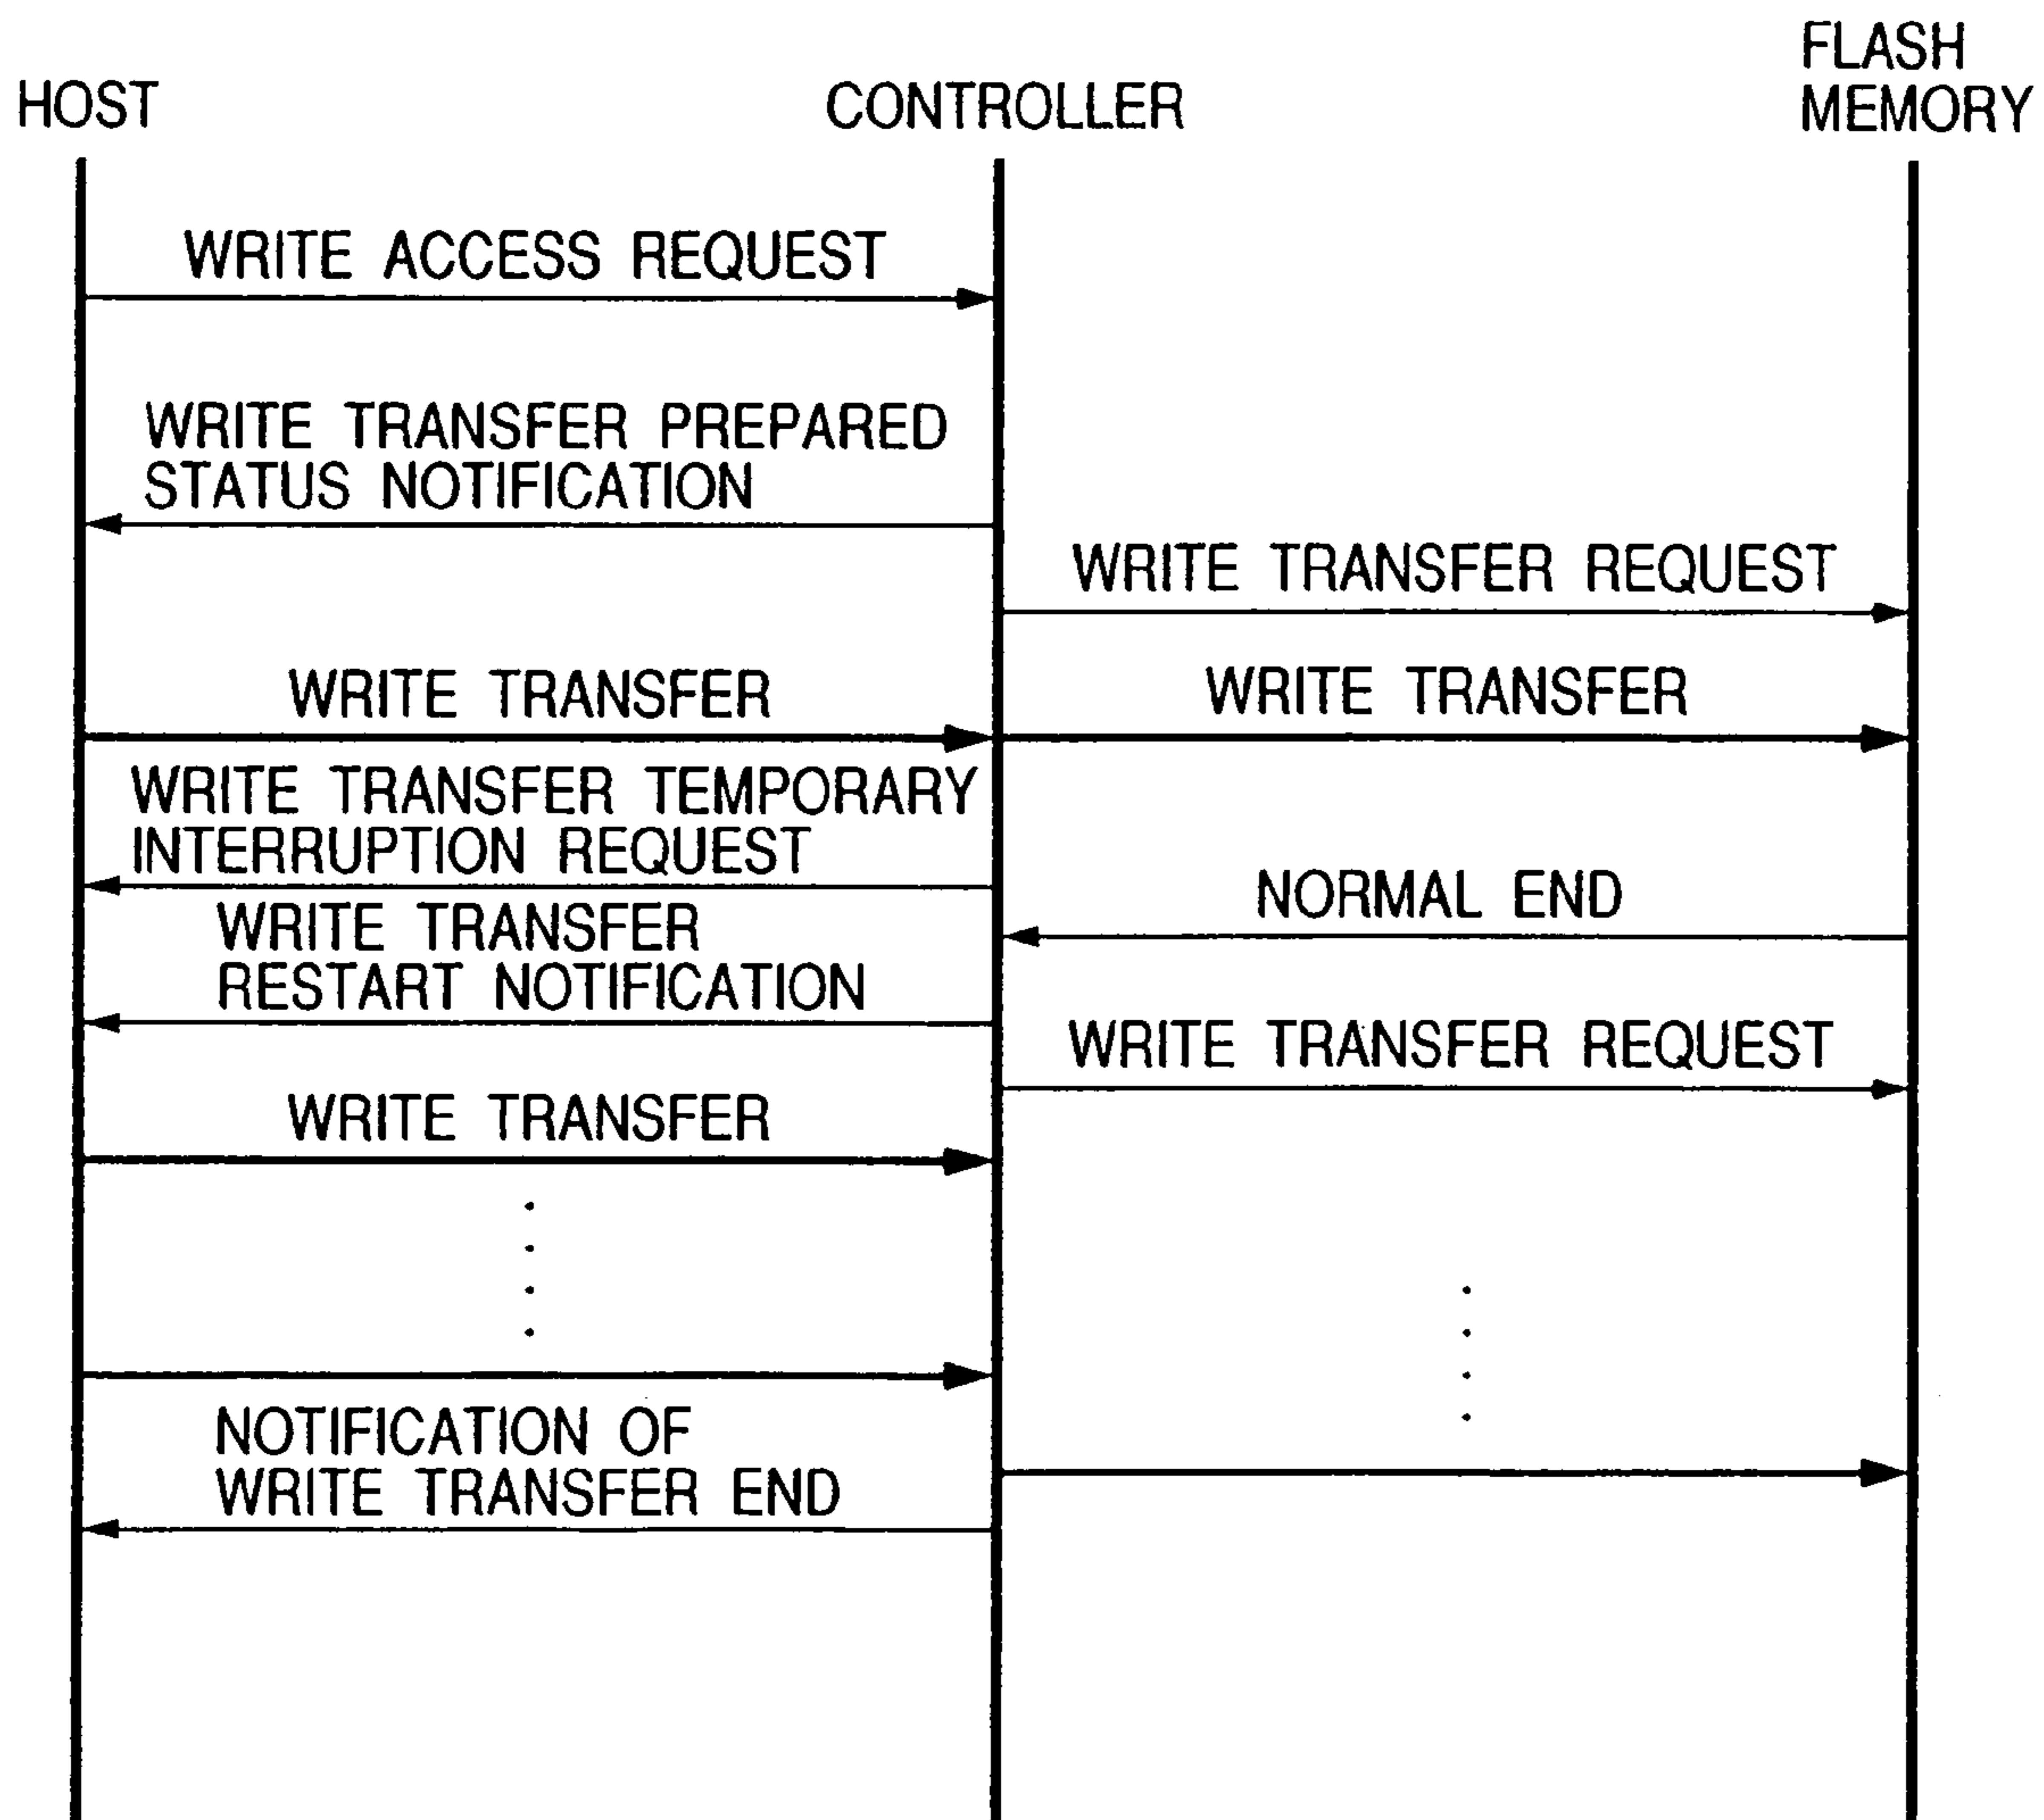 HOST
CONTROLLER
FLASH
MEMORY
WRITE ACCESS REQUEST
WRITE TRANSFER PREPARED
STATUS NOTIFICATION
WRITE TRANSFER REQUEST
WRITE TRANSFER
WRITE TRANSFER
WRITE TRANSFER TEMPORARY
INTERRUPTION REQUEST
NORMAL END
WRITE TRANSFER
RESTART NOTIFICATION
WRITE TRANSFER REQUEST
WRITE TRANSFER
NOTIFICATION OF
WRITE TRANSFER END